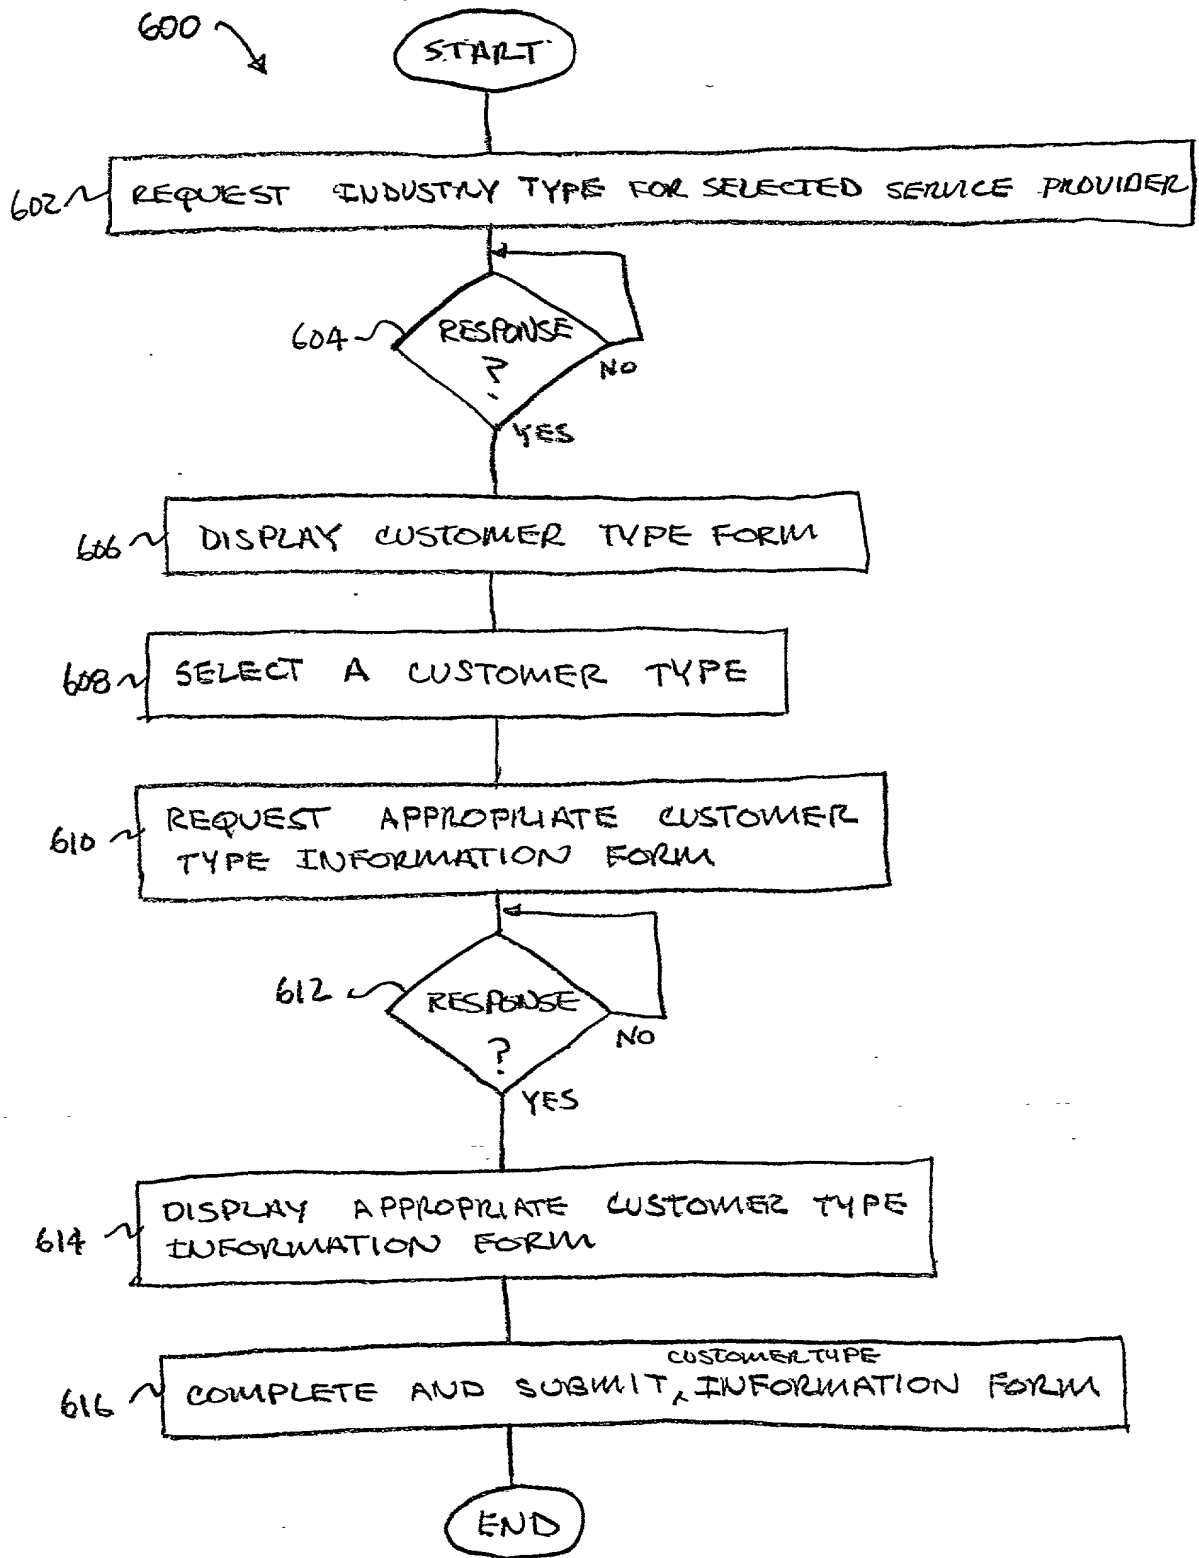 600
START
602 REQUEST INDUSTRY TYPE FOR SELECTED SERVICE PROVIDER
604 RESPONSE
?
NO
YES
606 DISPLAY CUSTOMER TYPE FORM
608 SELECT A CUSTOMER TYPE
610 REQUEST APPROPRIATE CUSTOMER
TYPE INFORMATION FORM
612 RESPONSE
?
NO
YES
614 DISPLAY APPROPRIATE CUSTOMER TYPE
INFORMATION FORM
CUSTOMER TYPE
616 COMPLETE AND SUBMIT ‸ INFORMATION FORM
END